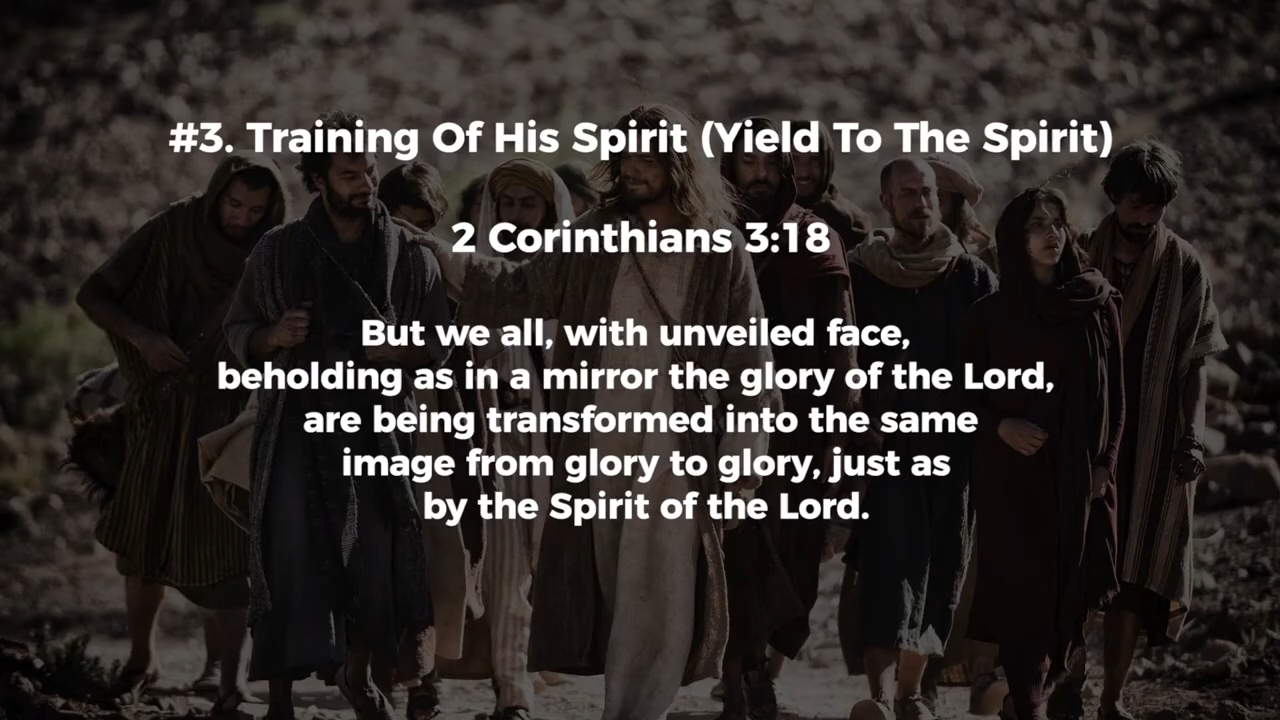 #3. Training Of His Spirit (Yield To The Spirit)
2 Corinthians 3:18
But we all, with unveiled face,
beholding as in a mirror the glory of the Lord,
are being transformed into the same
image from glory to glory, just as
by the Spirit of the Lord.